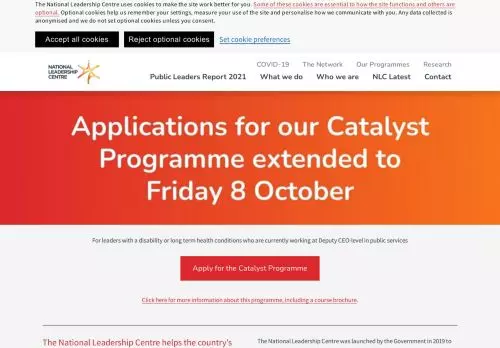 The National Leadership Centre uses cookies to make the site work better for you. Some of these cookies are essential to how the site functions and others are
optional. Optional cookies help us remember your settings, measure your use of the site and personalise how we communicate with you. Any data collected is
anonymised and we do not set optional cookies unless you consent.
Accept all cookies Reject optional cookies Set cookie preferences
NATIONAL
LEADERSHIP
CENTRE
COVID-19 The Network Our Programmes Research
Public Leaders Report 2021 What we do Who we are NLC Latest Contact
Applications for our Catalyst
Programme extended to
Friday 8 October
For leaders with a disability or long term health conditions who are currently working at Deputy CEO level in public services
Apply for the Catalyst Programme
Click here for more information about this programme, including a course brochure.
The National Leadership Centre helps the country's
The National Leadership Centre was launched by the Government in 2019 to